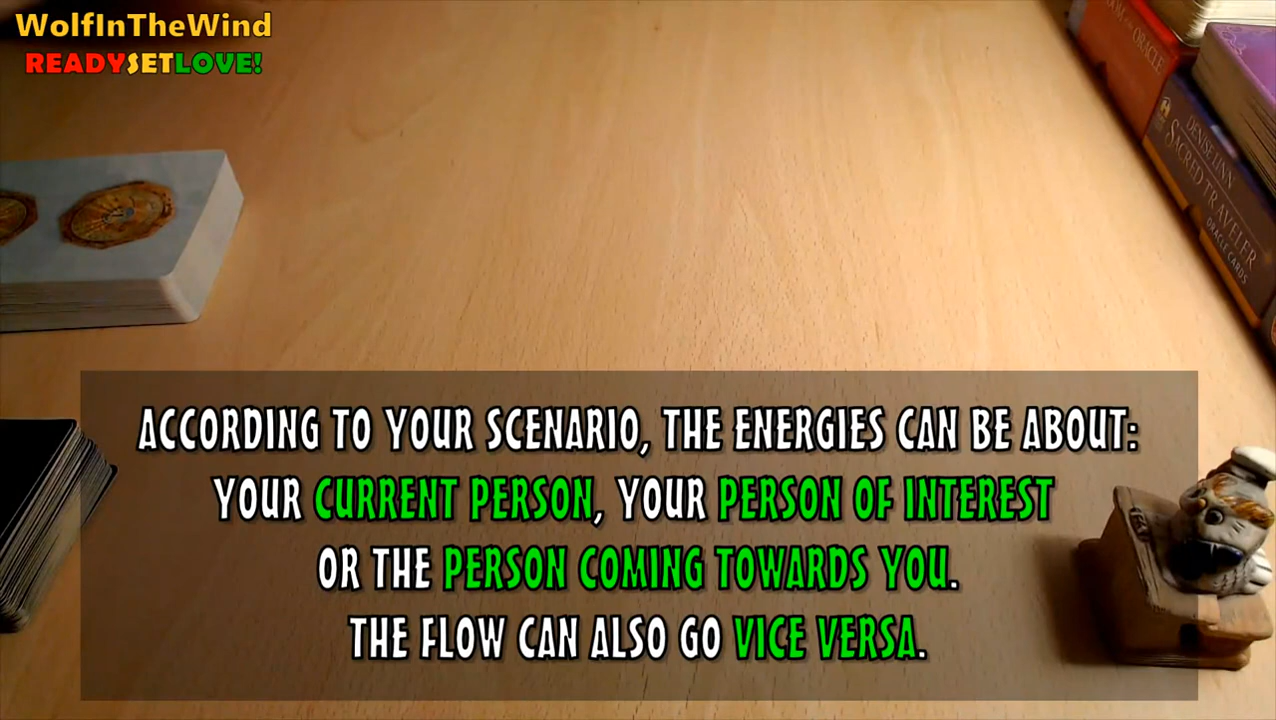 WolfInTheWind
READYSETLOVE!
ORACLE
DENISE LINN
SACRED TRAVELER
ORACLE CARDS
ACCORDING TO YOUR SCENARIO, THE ENERGIES CAN BE ABOUT:
YOUR CURRENT PERSON, YOUR PERSON OF INTEREST
OR THE PERSON COMING TOWARDS YOU.
THE FLOW CAN ALSO GO VICE VERSA.